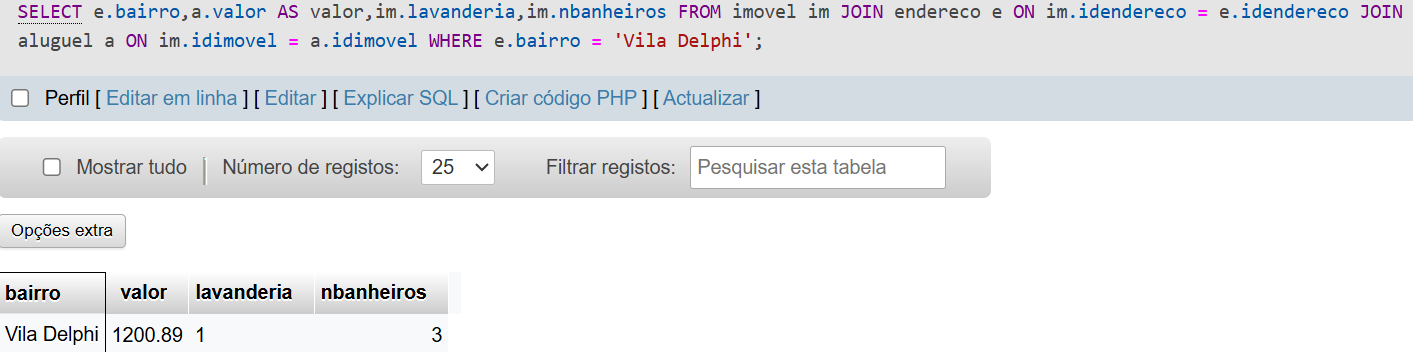 SELECT e.bairro,a.valor AS valor,im.lavanderia,im.nbanheiros FROM imovel im JOIN endereco e ON im.idendereco = e.idendereco JOIN
aluguel a ON im.idimovel = a.idimovel WHERE e.bairro = 'Vila Delphi';
Perfil [ Editar em linha ] [ Editar ] [ Explicar SQL ] [ Criar código PHP ] [ Actualizar ]
Mostrar tudo | Número de registos: 25 Filtrar registos: Pesquisar esta tabela
Opções extra
bairro valor lavanderia nbanheiros
Vila Delphi 1200.89 1 3